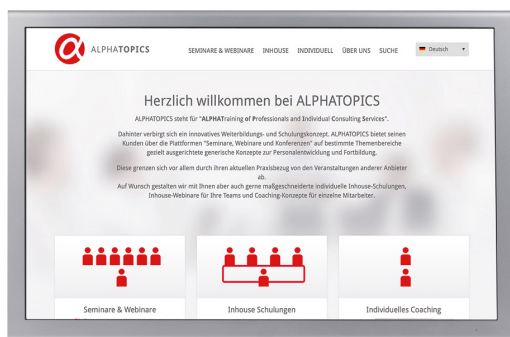 ALPHATOPICS
SEMINARE & WEBINARE INHOUSE INDIVIDUELL ÜBER UNS SUCHE Deutsch
Herzlich willkommen bei ALPHATOPICS
ALPHATOPICS steht für "ALPHATraining of Professionals and Individual Consulting Services".
Dahinter verbirgt sich ein innovatives Weiterbildungs- und Schulungskonzept. ALPHATOPICS bietet seinen
Kunden über die Plattformen "Seminare, Webinare und Konferenzen" auf bestimmte Themenbereiche
gezielt ausgerichtete generische Konzepte zur Personalentwicklung und Fortbildung.
Diese grenzen sich vor allem durch ihren aktuellen Praxisbezug von den Veranstaltungen anderer Anbieter
ab.
Auf Wunsch gestalten wir mit Ihnen aber auch gerne maßgeschneiderte individuelle Inhouse-Schulungen,
Inhouse-Webinare für Ihre Teams und Coaching-Konzepte für einzelne Mitarbeiter.
Seminare & Webinare
Inhouse Schulungen
Individuelles Coaching